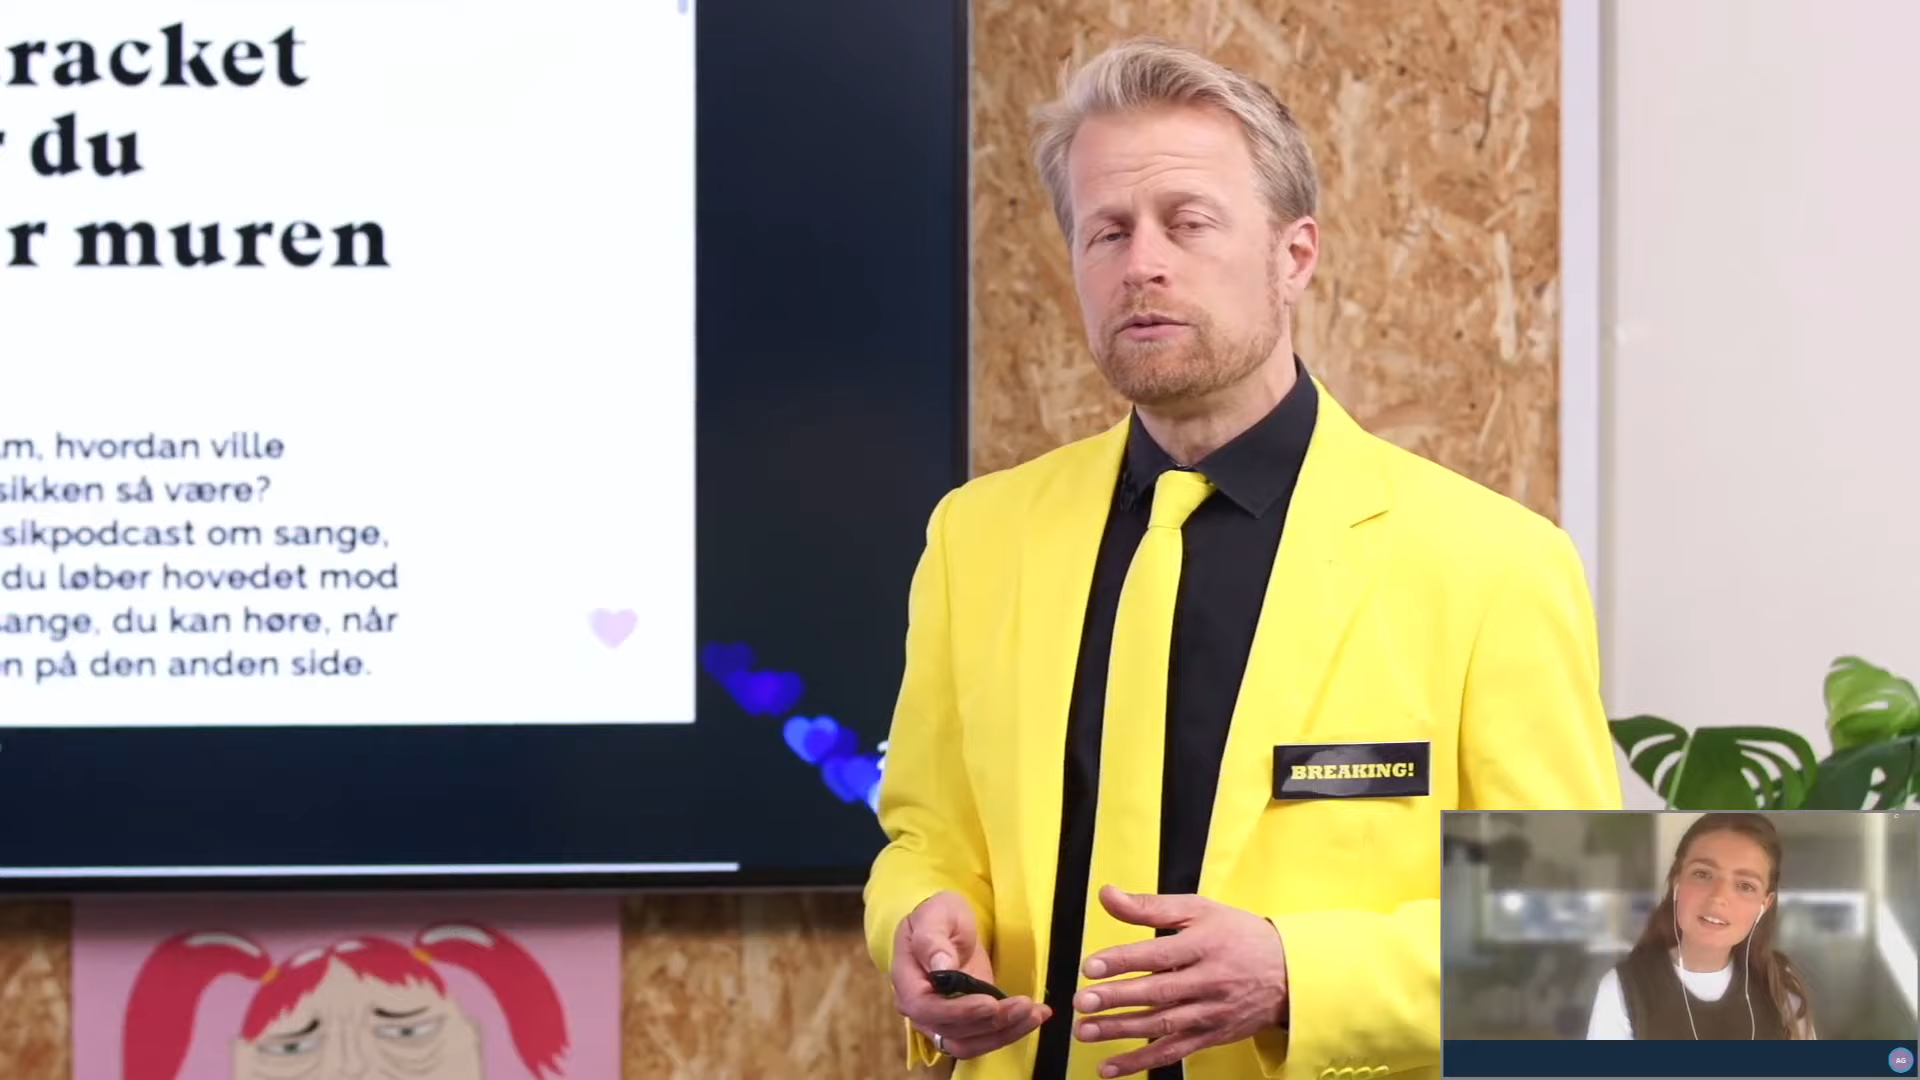 racket
du
r muren
m, hvordan ville
sikken så være?
sikpodcast om sange,
du løber hovedet mod
sange, du kan høre, når
n på den anden side.
BREAKING!
AG